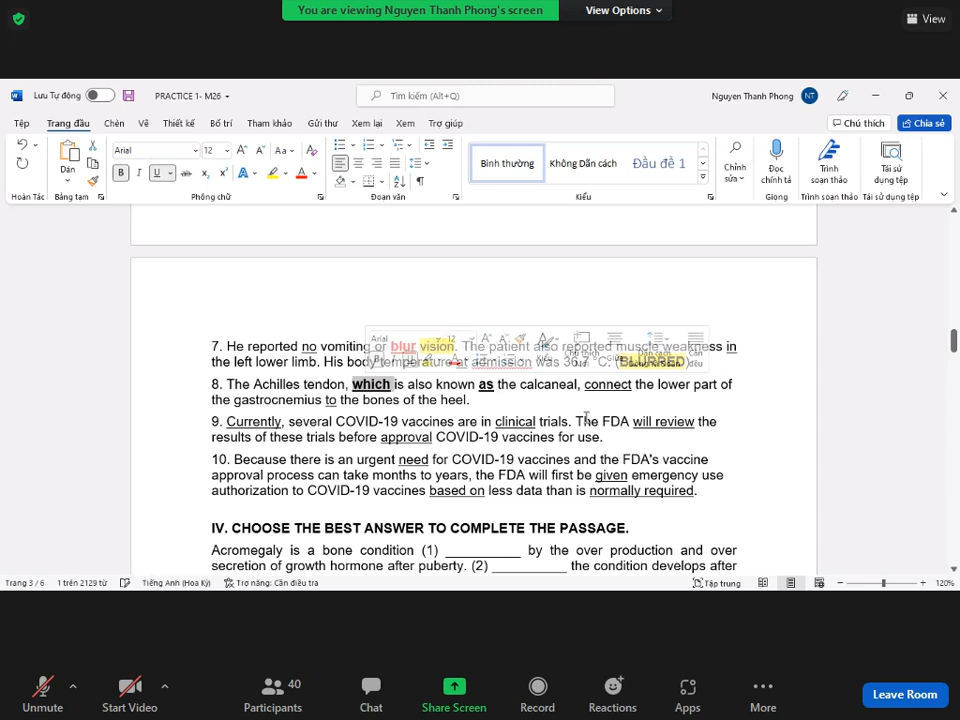 You are viewing Nguyen Thanh Phong's screen
View Options
View
Lưu Tự động
PRACTICE 1- M26
Tìm kiếm (Alt+Q)
Nguyen Thanh Phong
NT
Tệp
Trang đầu
Chèn
Vẽ
Thiết kế
Bố trí
Tham khảo
Gửi thư
Xem lại
Xem
Trợ giúp
Chú thích
Chia sẻ
Dán
Arial
12
Bình thường
Không Dãn cách
Đầu đề 1
Chỉnh sửa
Đọc chính tả
Trình soạn thảo
Tái sử dụng tệp
Hoàn Tác
Bảng tạm
Phông chữ
Đoạn văn
Kiểu
Giọng
Trình soạn thảo
Tái sử dụng tệp
7. He reported no vomiting or blur vision. The patient also reported muscle weakness in
the left lower limb. His body temperature at admission was 36.7 °C. (BLURRED)
8. The Achilles tendon, which is also known as the calcaneal, connect the lower part of
the gastrocnemius to the bones of the heel.
9. Currently, several COVID-19 vaccines are in clinical trials. The FDA will review the
results of these trials before approval COVID-19 vaccines for use.
10. Because there is an urgent need for COVID-19 vaccines and the FDA's vaccine
approval process can take months to years, the FDA will first be given emergency use
authorization to COVID-19 vaccines based on less data than is normally required.
IV. CHOOSE THE BEST ANSWER TO COMPLETE THE PASSAGE.
Acromegaly is a bone condition (1) __________ by the over production and over
secretion of growth hormone after puberty. (2) __________ the condition develops after
Trang 3 / 6
1 trên 2129 từ
Tiếng Anh (Hoa Kỳ)
Trợ năng: Cần điều tra
Tập trung
120%
Unmute
Start Video
Participants
40
Chat
Share Screen
Record
Reactions
Apps
More
Leave Room